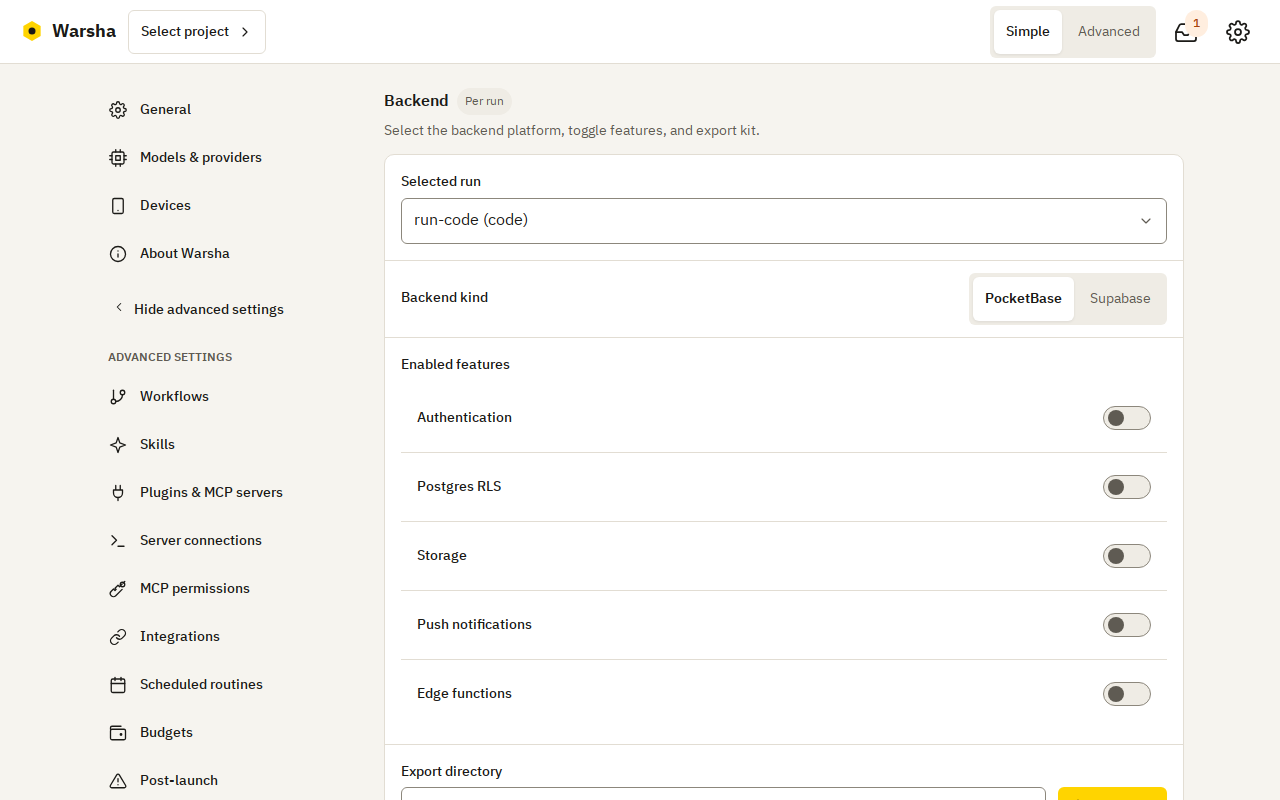 Warsha
Select project
Simple
Advanced
1
General
Models & providers
Devices
About Warsha
Hide advanced settings
ADVANCED SETTINGS
Workflows
Skills
Plugins & MCP servers
Server connections
MCP permissions
Integrations
Scheduled routines
Budgets
Post-launch
Backend
Per run
Select the backend platform, toggle features, and export kit.
Selected run
run-code (code)
Backend kind
PocketBase
Supabase
Enabled features
Authentication
Postgres RLS
Storage
Push notifications
Edge functions
Export directory